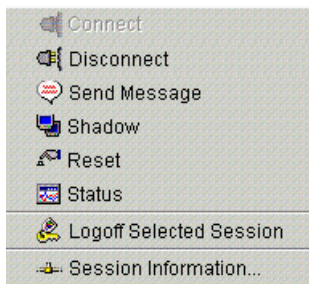 Connect
Disconnect
Send Message
Shadow
Reset
Status
Logoff Selected Session
Session Information...